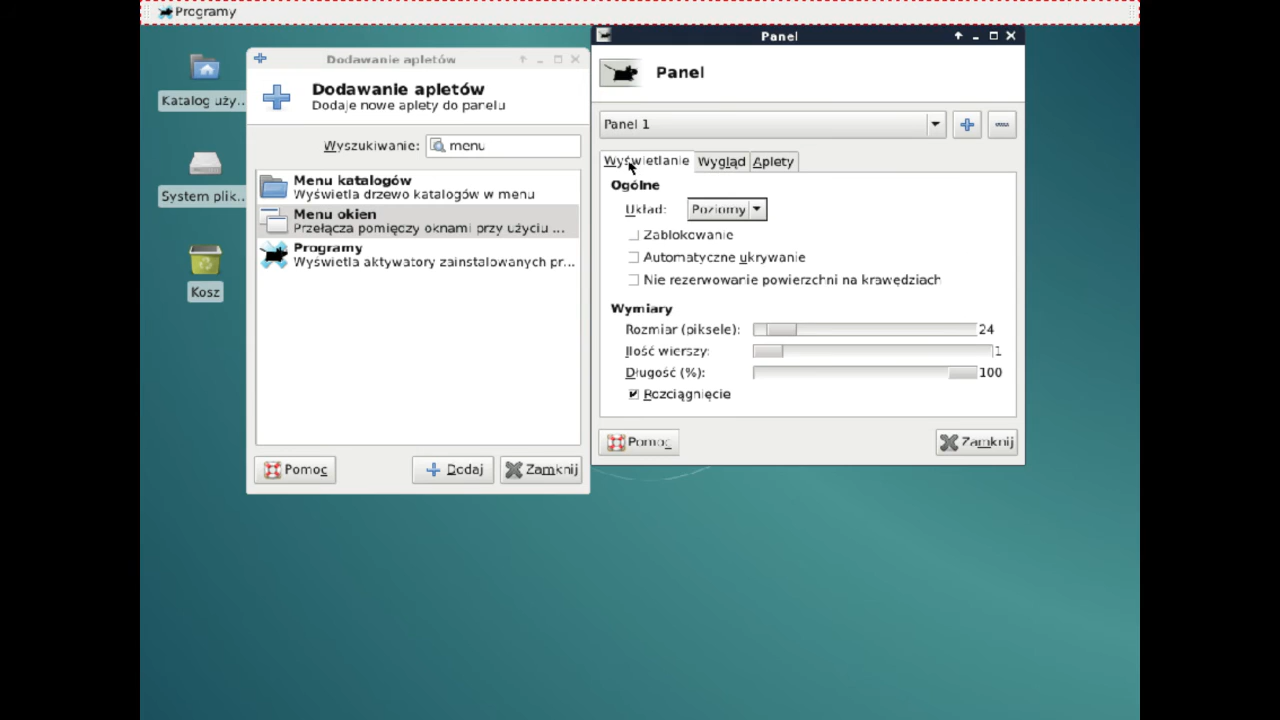 Programy
Katalog uży..
System plik..
Kosz
Dodawanie apletów
Dodawanie apletów
Dodaje nowe aplety do panelu
Wyszukiwanie: menu
Menu katalogów
Wyświetla drzewo katalogów w menu
Menu okien
Przełącza pomiędzy oknami przy użyciu ...
Programy
Wyświetla aktywatory zainstalowanych pr...
Pomoc
Dodaj
Zamknij
Panel
Panel
Panel 1
Wyświetlanie Wygląd Aplety
Ogólne
Układ: Poziomy
Zablokowanie
Automatyczne ukrywanie
Nie rezerwowanie powierzchni na krawędziach
Wymiary
Rozmiar (piksele): 24
Ilość wierszy: 1
Długość (%): 100
Rozciągnięcie
Pomoc
Zamknij